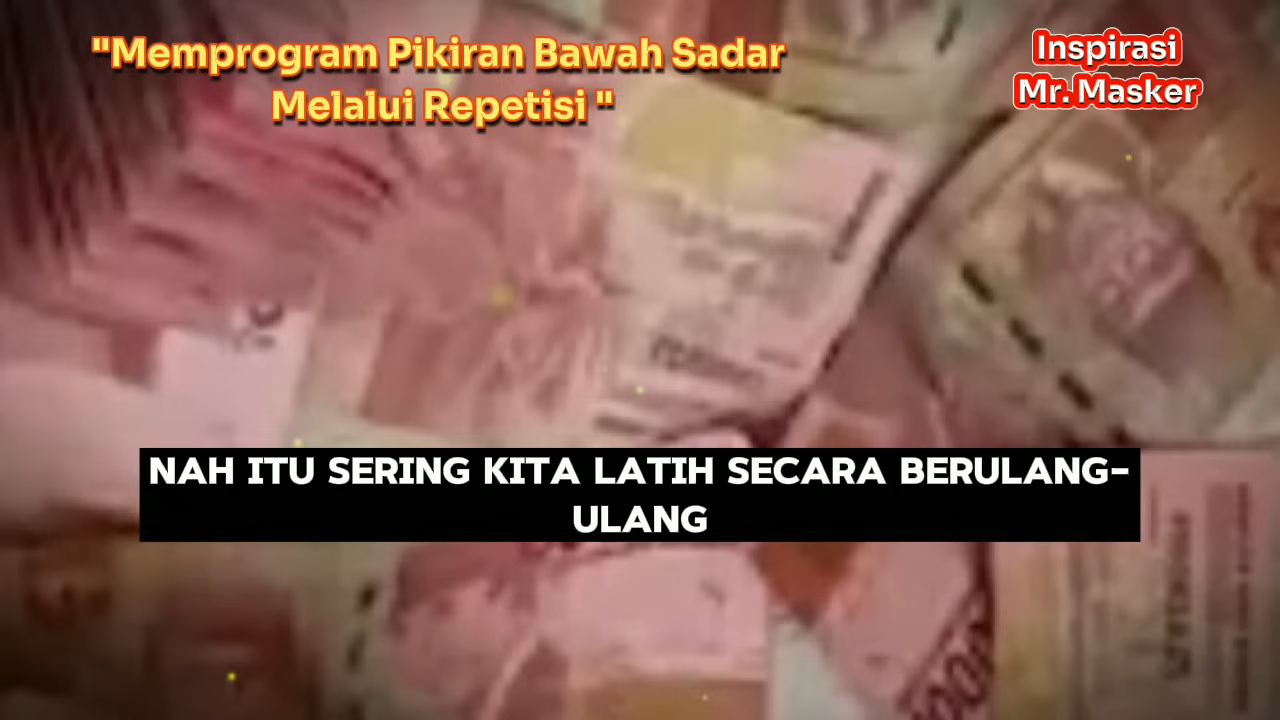 "Memprogram Pikiran Bawah Sadar
Melalui Repetisi "
Inspirasi
Mr. Masker
NAH ITU SERING KITA LATIH SECARA BERULANG-
ULANG